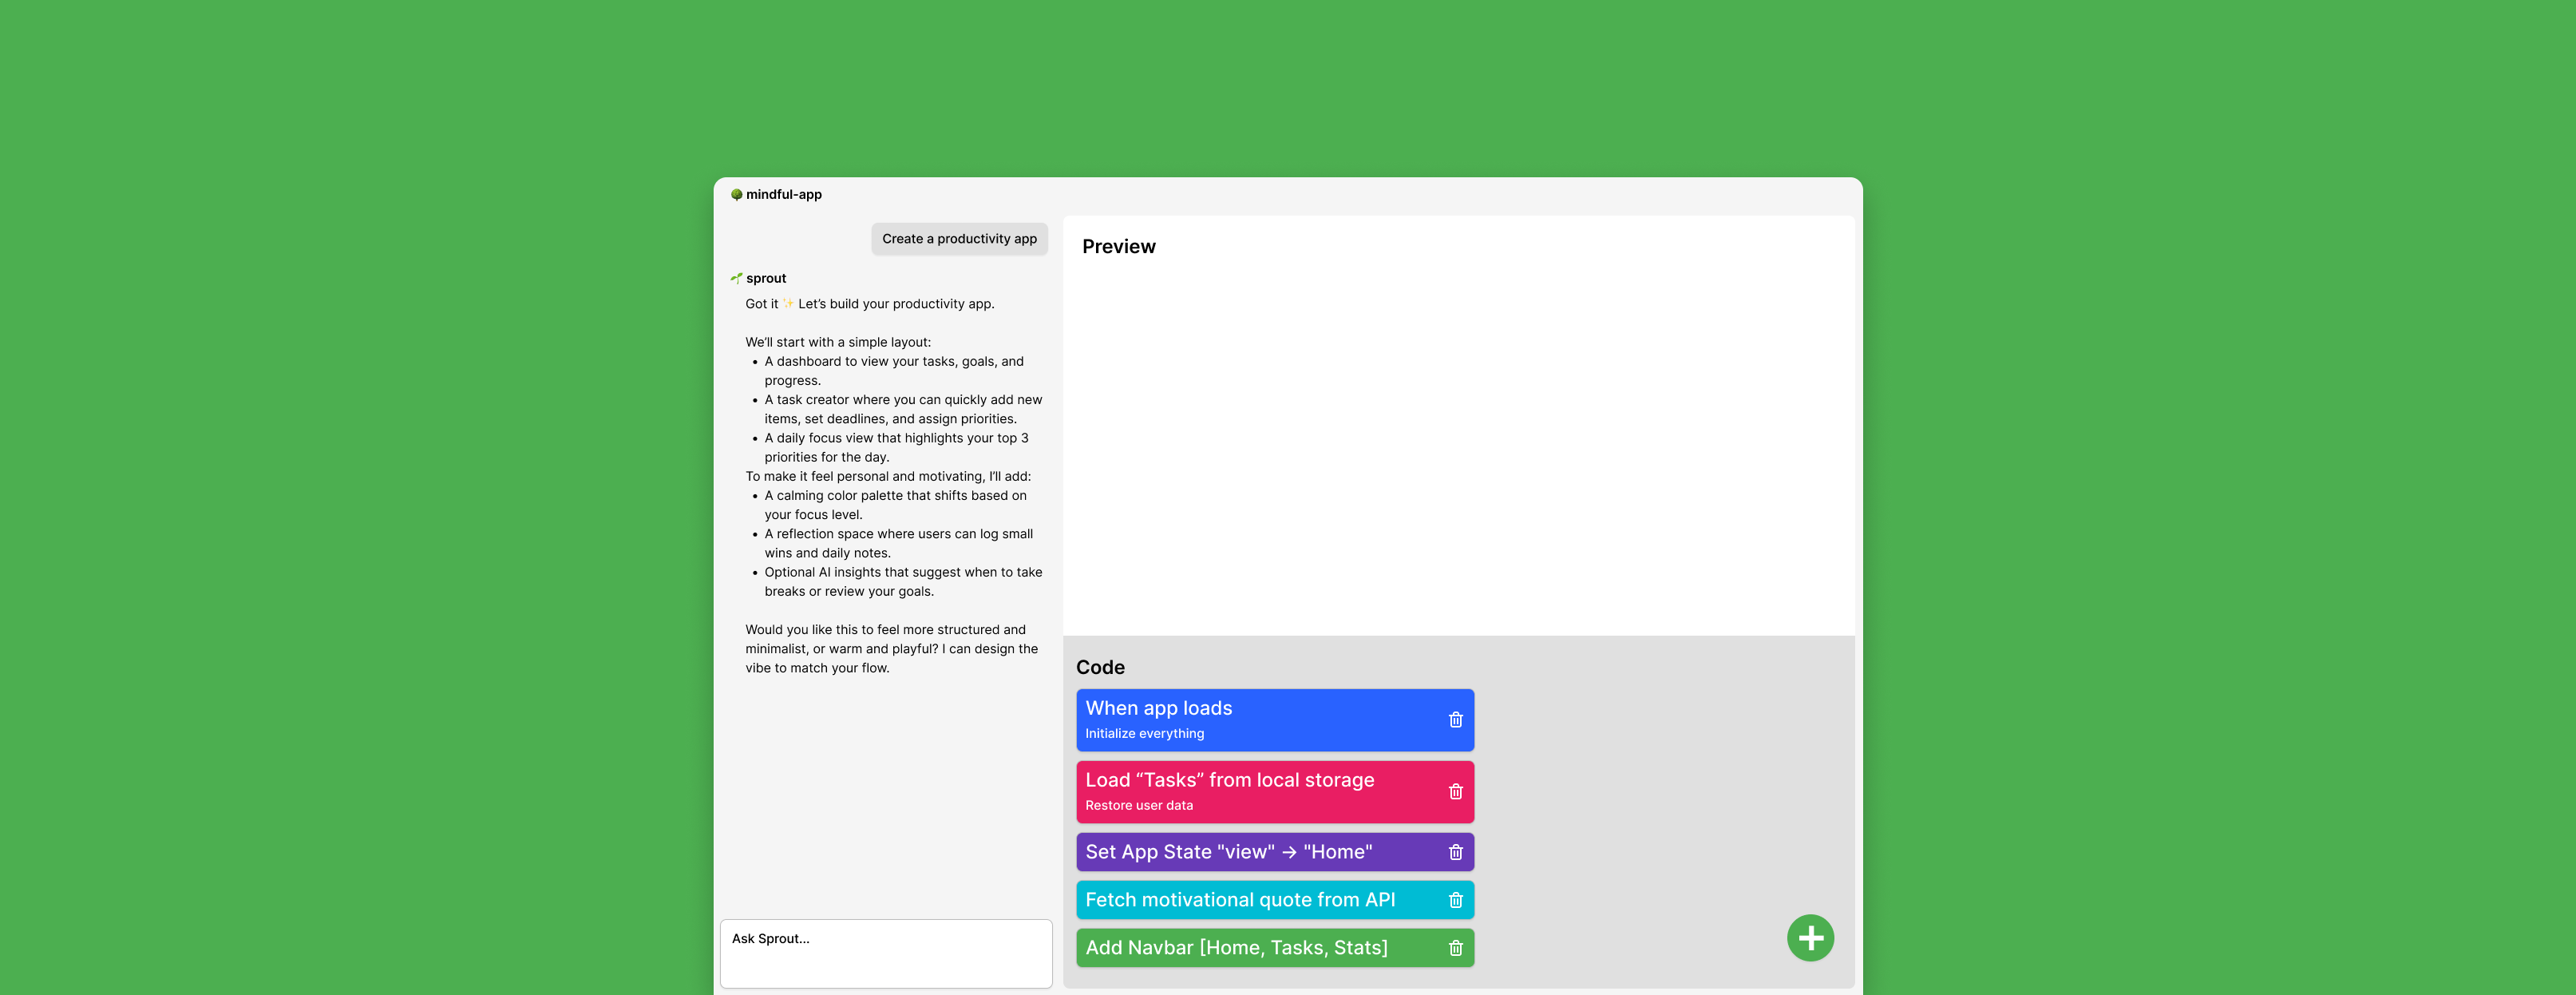 mindful-app
Create a productivity app
sprout
Got it ✨ Let’s build your productivity app.
We’ll start with a simple layout:
• A dashboard to view your tasks, goals, and
progress.
• A task creator where you can quickly add new
items, set deadlines, and assign priorities.
• A daily focus view that highlights your top 3
priorities for the day.
To make it feel personal and motivating, I’ll add:
• A calming color palette that shifts based on
your focus level.
• A reflection space where users can log small
wins and daily notes.
• Optional AI insights that suggest when to take
breaks or review your goals.
Would you like this to feel more structured and
minimalist, or warm and playful? I can design the
vibe to match your flow.
Ask Sprout...
Preview
Code
When app loads
Initialize everything
Load “Tasks” from local storage
Restore user data
Set App State "view" → "Home"
Fetch motivational quote from API
Add Navbar [Home, Tasks, Stats]